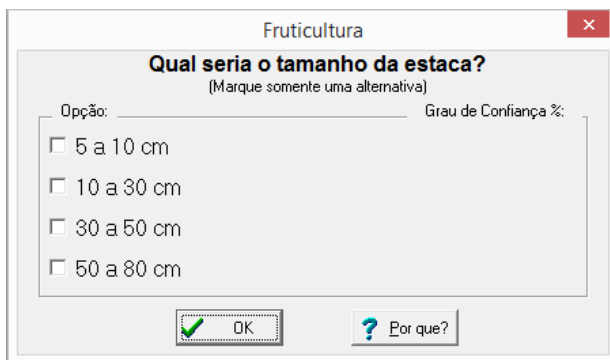 Fruticultura
Qual seria o tamanho da estaca?
(Marque somente uma alternativa)
Opção: Grau de Confiança %:
5 a 10 cm
10 a 30 cm
30 a 50 cm
50 a 80 cm
OK Por que?